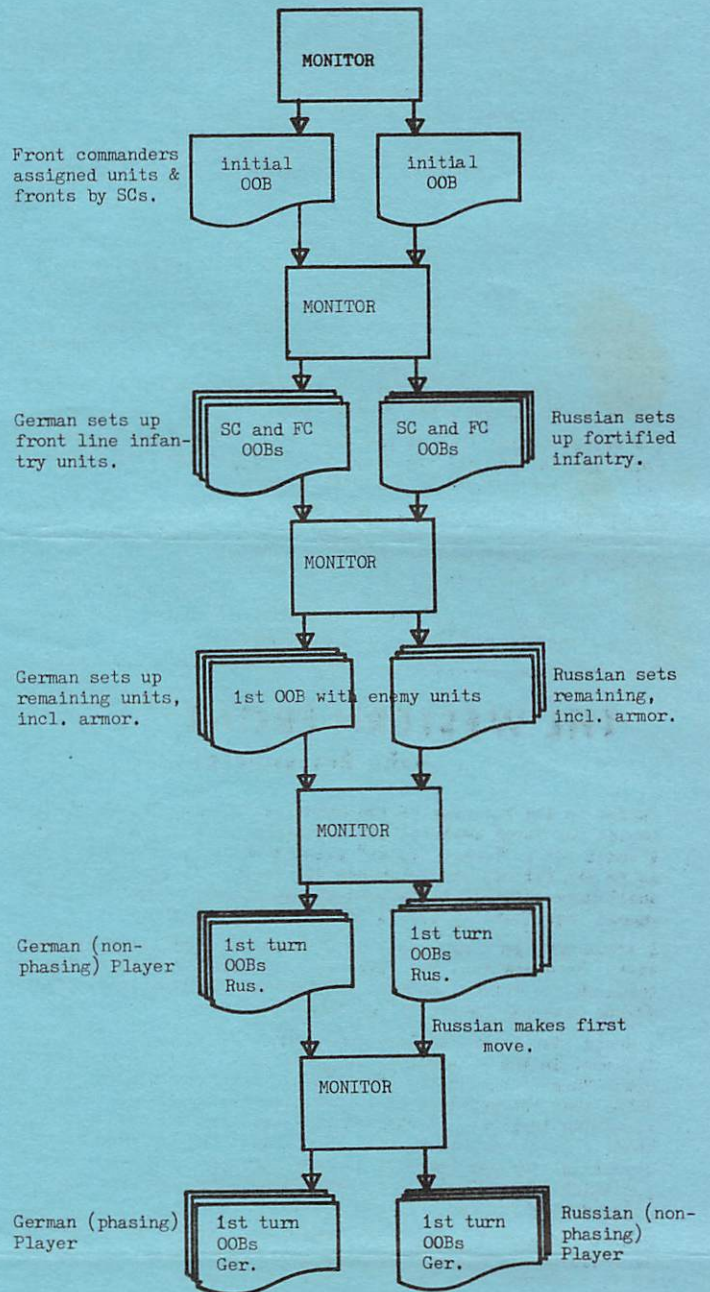 MONITOR
Front commanders
assigned units &
fronts by SCs.
initial
OOB
initial
OOB
MONITOR
German sets up
front line infan-
try units.
SC and FC
OOBs
SC and FC
OOBs
Russian sets
up fortified
infantry.
MONITOR
German sets up
remaining units,
incl. armor.
1st OOB with enemy units
Russian sets
remaining,
incl. armor.
MONITOR
German (non-
phasing) Player
1st turn
OOBs
Rus.
1st turn
OOBs
Rus.
Russian makes first
move.
MONITOR
German (phasing)
Player
1st turn
OOBs
Ger.
1st turn
OOBs
Ger.
Russian (non-
phasing)
Player